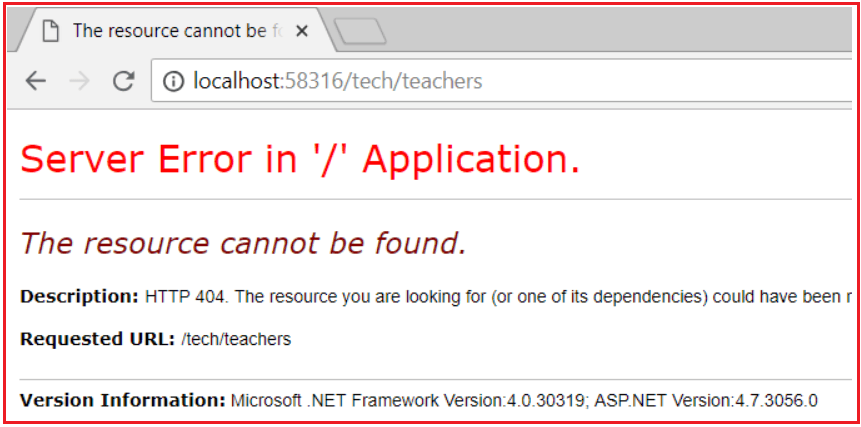 The resource cannot be
localhost:58316/tech/teachers
Server Error in '/' Application.
The resource cannot be found.
Description: HTTP 404. The resource you are looking for (or one of its dependencies) could have been
Requested URL: /tech/teachers
Version Information: Microsoft .NET Framework Version:4.0.30319; ASP.NET Version:4.7.3056.0